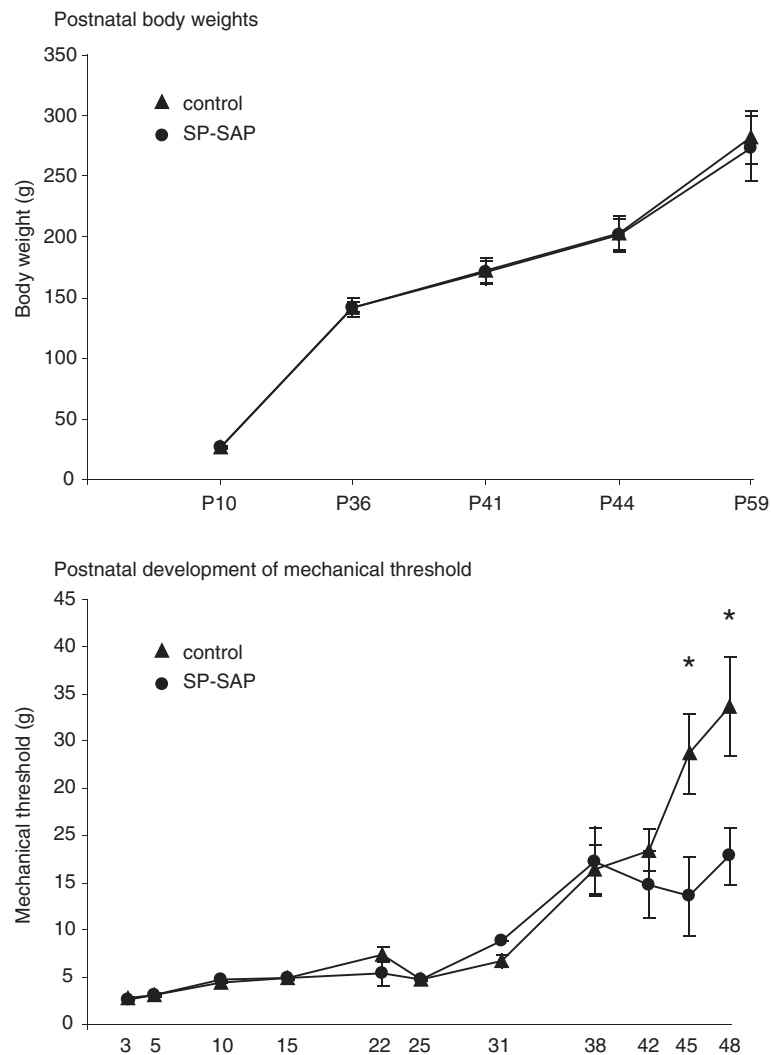 Postnatal body weights
350
300
250
200
150
100
50
0
Body weight (g)
control
SP-SAP
P10 P36 P41 P44 P59
Postnatal development of mechanical threshold
45
40
35
30
20
25
15
10
5
0
Mechanical threshold (g)
control
SP-SAP
*
*
3 5 10 15 22 25 31 38 42 45 48